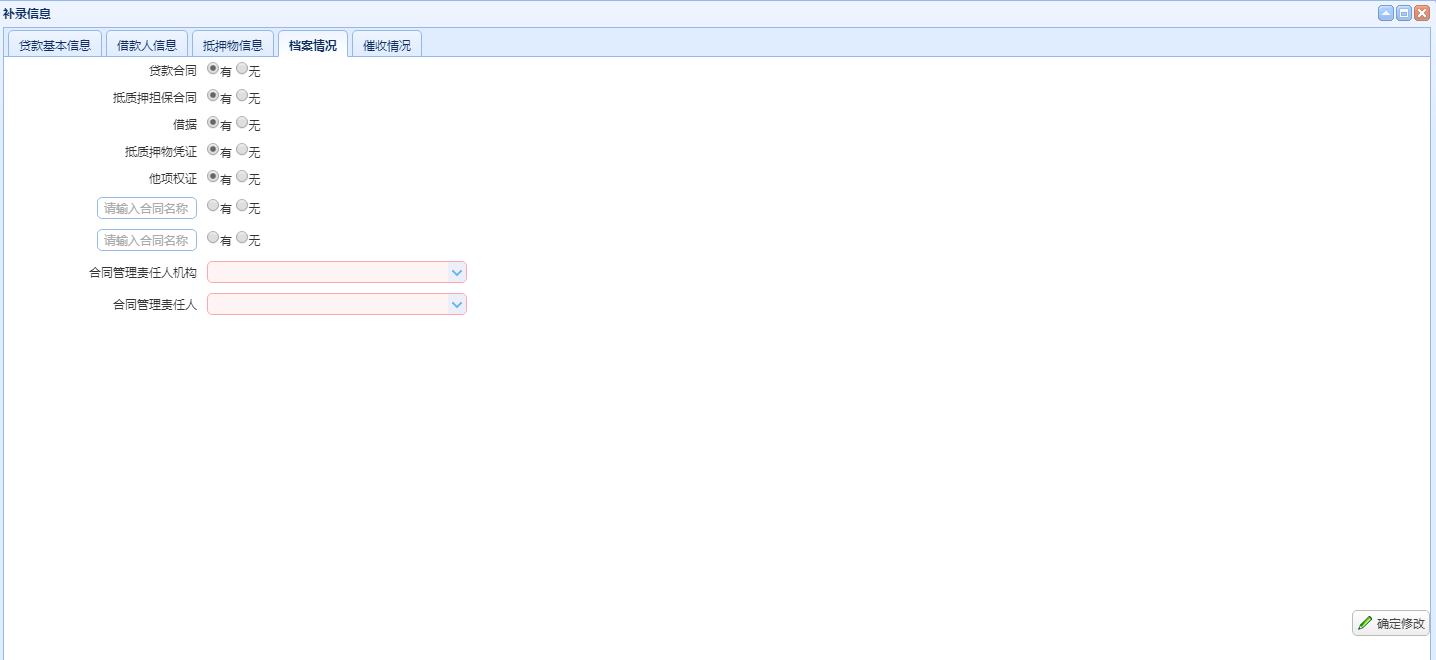 补录信息
贷款基本信息 借款人信息 抵押物信息 档案情况 催收情况
贷款合同 有 无
抵质押担保合同 有 无
借据 有 无
抵质押物凭证 有 无
他项权证 有 无
请输入合同名称 有 无
请输入合同名称 有 无
合同管理责任人机构
合同管理责任人
确定修改